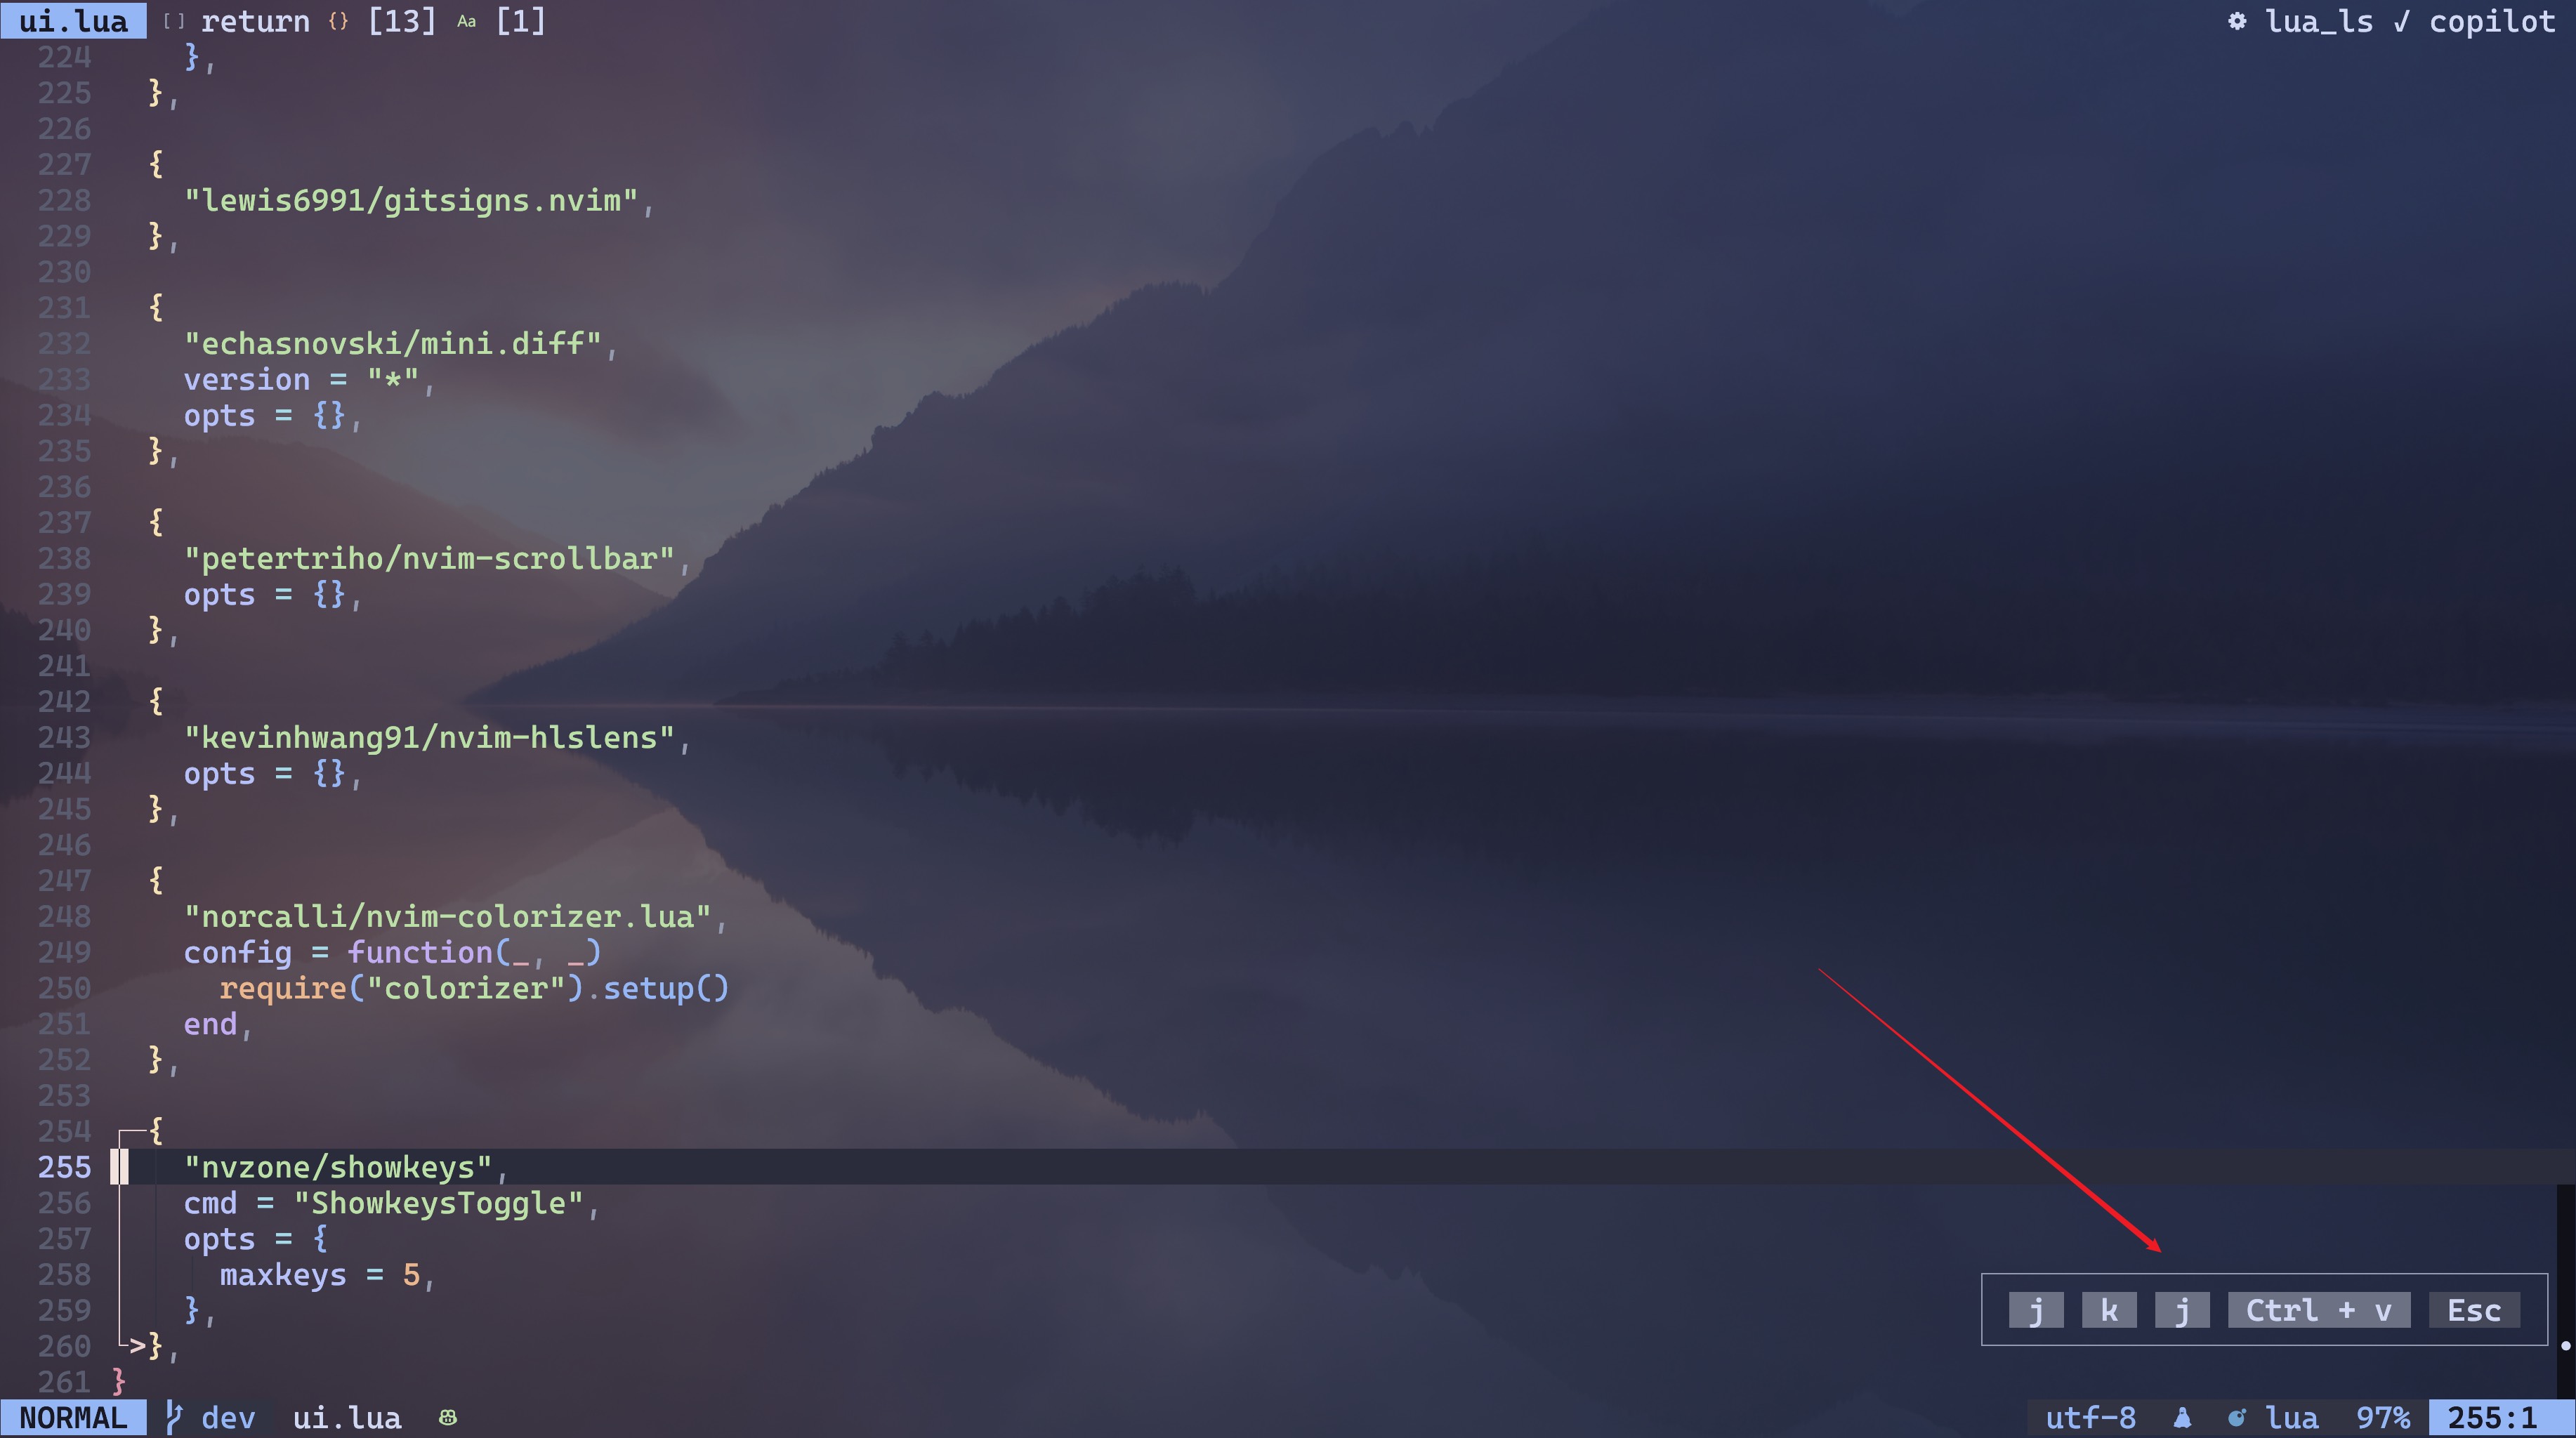 ui.lua [] return {} [13] Aa [1] lua_ls ✓ copilot
224     },
225   },
226
227   {
228     "lewis6991/gitsigns.nvim",
229   },
230
231   {
232     "echasnovski/mini.diff",
233     version = "*",
234     opts = {},
235   },
236
237   {
238     "petertriho/nvim-scrollbar",
239     opts = {},
240   },
241
242   {
243     "kevinhwang91/nvim-hlslens",
244     opts = {},
245   },
246
247   {
248     "norcalli/nvim-colorizer.lua",
249     config = function(_, _)
250       require("colorizer").setup()
251     end,
252   },
253
254   {
255     "nvzone/showkeys",
256     cmd = "ShowkeysToggle",
257     opts = {
258       maxkeys = 5,
259     },
260  >},
261 }
j k j Ctrl + v Esc
NORMAL dev ui.lua utf-8 lua 97% 255:1